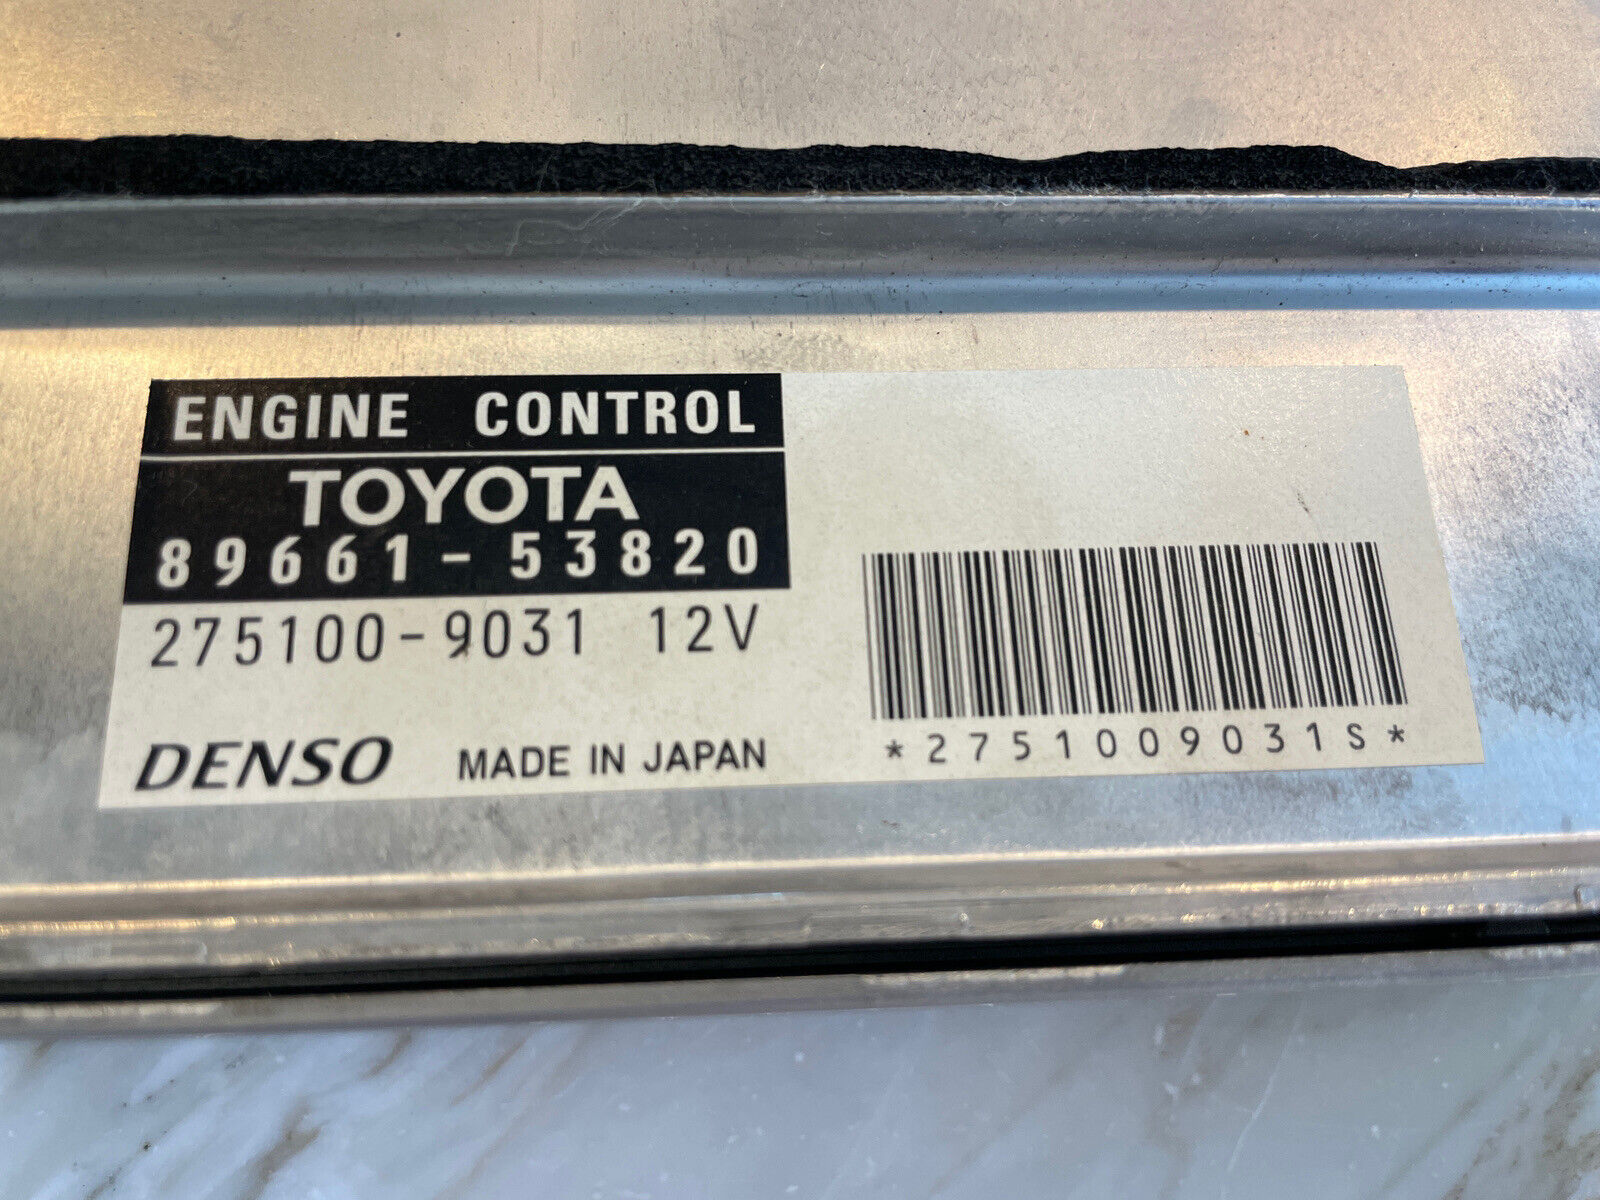 ENGINE CONTROL
TOYOTA
89661-53820
275100-9031 12V
DENSO MADE IN JAPAN
*2751009031S*